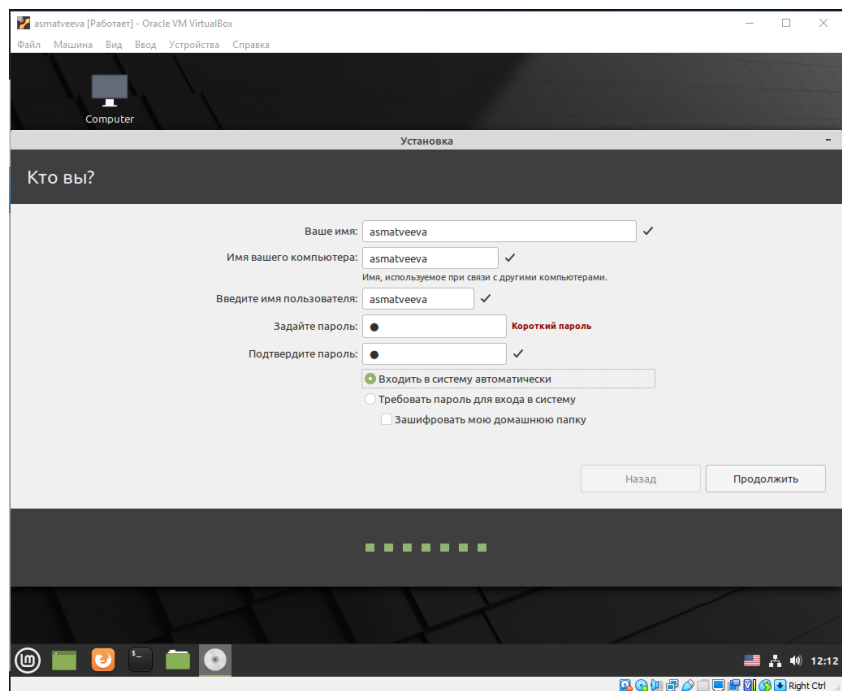 asmatveeva [Работает] - Oracle VM VirtualBox
Файл Машина Вид Ввод Устройства Справка
Computer
Установка
Кто вы?
Ваше имя: asmatveeva
Имя вашего компьютера: asmatveeva
Имя, используемое при связи с другими компьютерами.
Введите имя пользователя: asmatveeva
Задайте пароль: ● Короткий пароль
Подтвердите пароль: ●
Входить в систему автоматически
Требовать пароль для входа в систему
Зашифровать мою домашнюю папку
Назад Продолжить
12:12
Right Ctrl